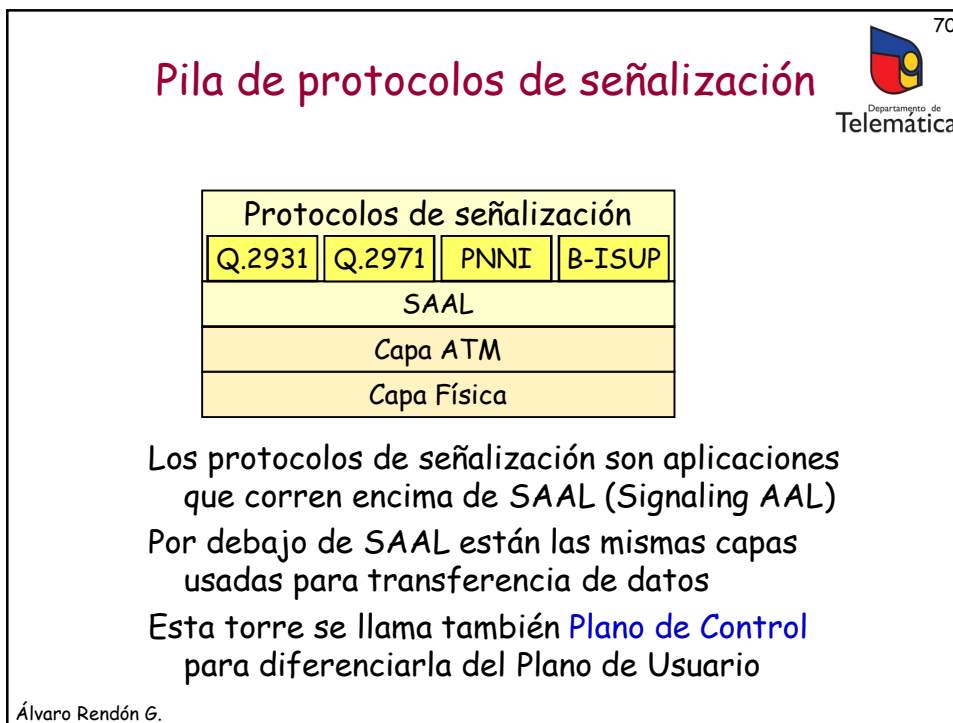 70
Pila de protocolos de señalización
Departamento de
Telemática
Protocolos de señalización
Q.2931 Q.2971 PNNI B-ISUP
SAAL
Capa ATM
Capa Física
Los protocolos de señalización son aplicaciones
que corren encima de SAAL (Signaling AAL)
Por debajo de SAAL están las mismas capas
usadas para transferencia de datos
Esta torre se llama también Plano de Control
para diferenciarla del Plano de Usuario
Álvaro Rendón G.